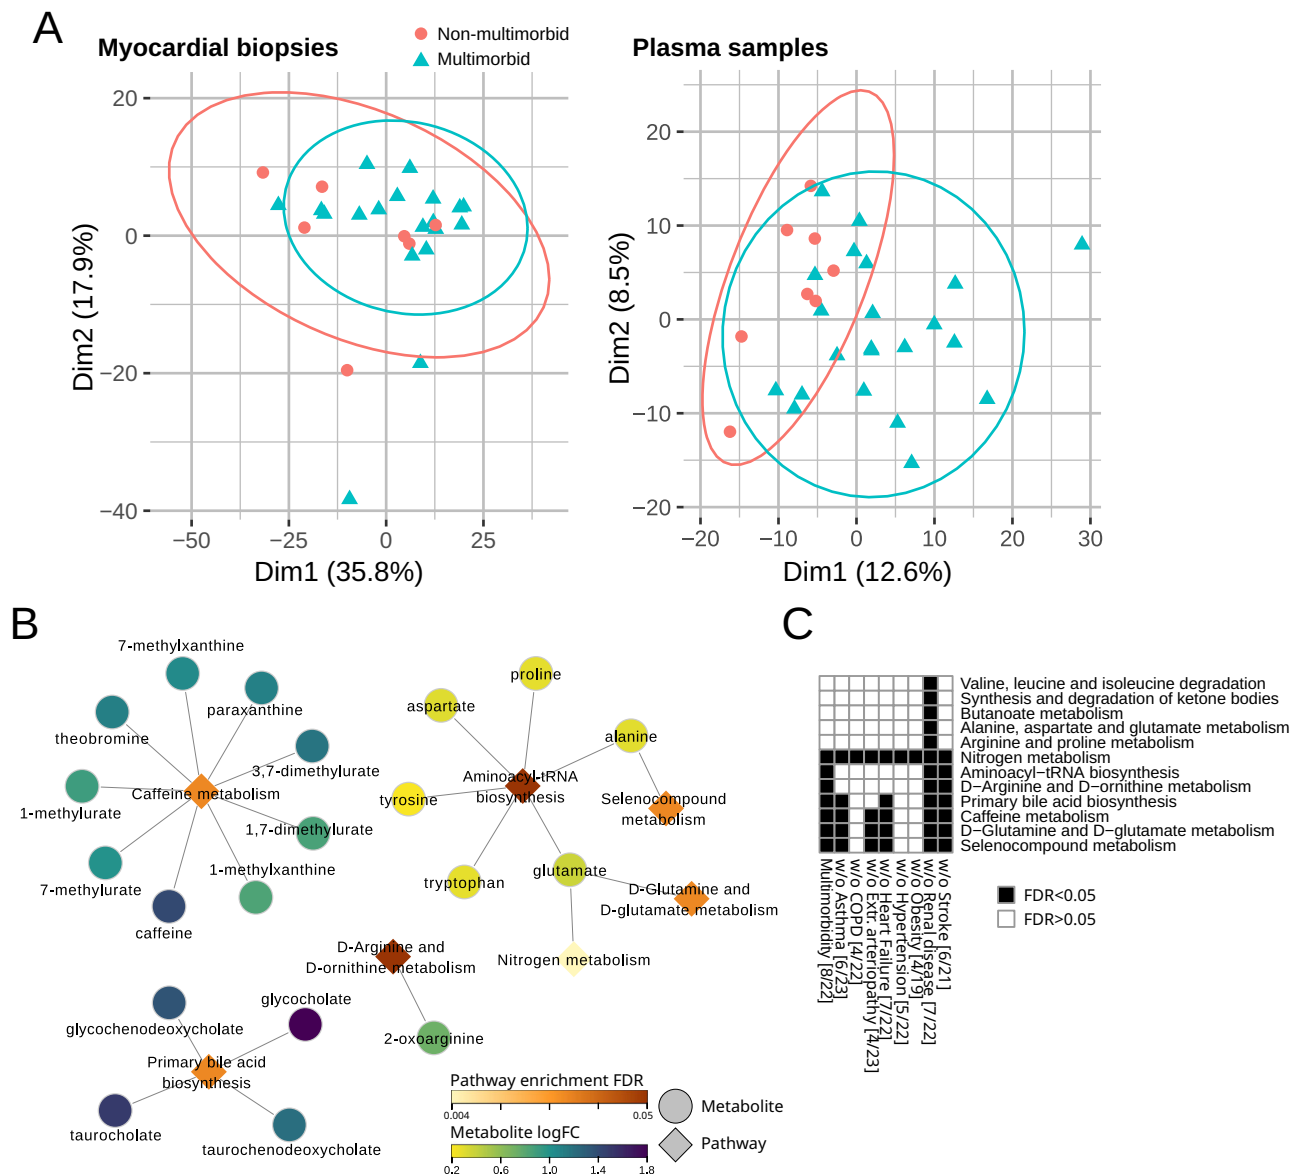 A
Myocardial biopsies
Non-multimorbid
Multimorbid
Plasma samples
20
0
−20
−40
Dim2 (17.9%)
−50
−25
0
25
Dim1 (35.8%)
20
10
0
−10
−20
Dim2 (8.5%)
−20
−10
0
10
20
30
Dim1 (12.6%)
B
7-methylxanthine
paraxanthine
theobromine
3,7-dimethylurate
Caffeine metabolism
1-methylurate
1,7-dimethylurate
7-methylurate
1-methylxanthine
caffeine
proline
aspartate
alanine
Aminoacyl-tRNA
biosynthesis
tyrosine
Selenocompound
metabolism
tryptophan
glutamate
D-Glutamine and
D-glutamate metabolism
D-Arginine and
D-ornithine metabolism
Nitrogen metabolism
2-oxoarginine
glycocholate
glycochenodeoxycholate
Primary bile acid
biosynthesis
taurocholate
taurochenodeoxycholate
Pathway enrichment FDR
0.004
0.05
Metabolite logFC
0.2
0.6
1.0
1.4
1.8
Metabolite
Pathway
C
Valine, leucine and isoleucine degradation
Synthesis and degradation of ketone bodies
Butanoate metabolism
Alanine, aspartate and glutamate metabolism
Arginine and proline metabolism
Nitrogen metabolism
Aminoacyl−tRNA biosynthesis
D−Arginine and D−ornithine metabolism
Primary bile acid biosynthesis
Caffeine metabolism
D−Glutamine and D−glutamate metabolism
Selenocompound metabolism
Multimorbidity [8/22]
w/o Asthma [6/23]
w/o COPD [4/22]
w/o Extr. arteriopathy [4/23]
w/o Heart Failure [7/22]
w/o Hypertension [5/22]
w/o Obesity [4/19]
w/o Renal disease [7/22]
w/o Stroke [6/21]
FDR<0.05
FDR>0.05